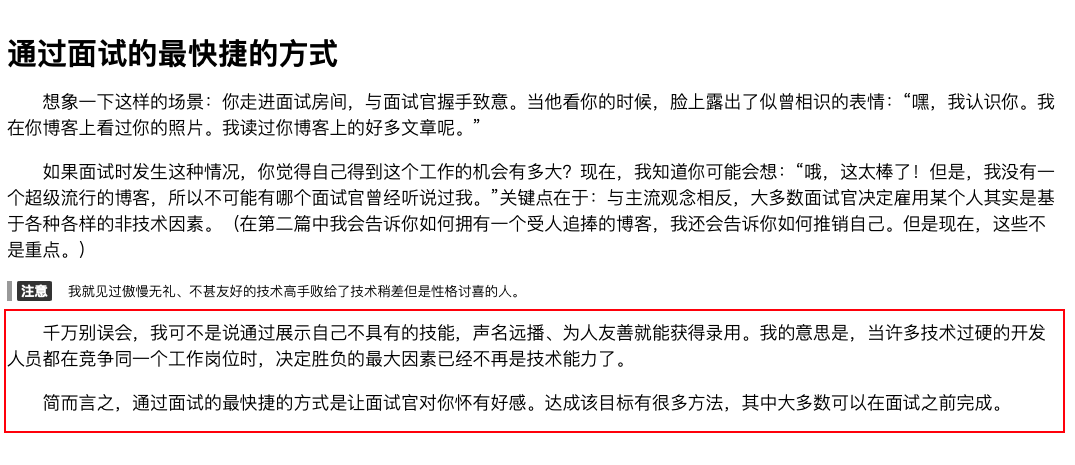 通过面试的最快捷的方式
想象一下这样的场景：你走进面试房间，与面试官握手致意。当他看你的时候，脸上露出了似曾相识的表情：“嘿，我认识你。我
在你博客上看过你的照片。我读过你博客上的好多文章呢。”
如果面试时发生这种情况，你觉得自己得到这个工作的机会有多大？现在，我知道你可能会想：“哦，这太棒了！但是，我没有一
个超级流行的博客，所以不可能有哪个面试官曾经听说过我。”关键点在于：与主流观念相反，大多数面试官决定雇用某个人其实是基
于各种各样的非技术因素。（在第二篇中我会告诉你如何拥有一个受人追捧的博客，我还会告诉你如何推销自己。但是现在，这些不
是重点。）
注意 我就见过傲慢无礼、不甚友好的技术高手败给了技术稍差但是性格讨喜的人。
千万别误会，我可不是说通过展示自己不具有的技能，声名远播、为人友善就能获得录用。我的意思是，当许多技术过硬的开发
人员都在竞争同一个工作岗位时，决定胜负的最大因素已经不再是技术能力了。
简而言之，通过面试的最快捷的方式是让面试官对你怀有好感。达成该目标有很多方法，其中大多数可以在面试之前完成。